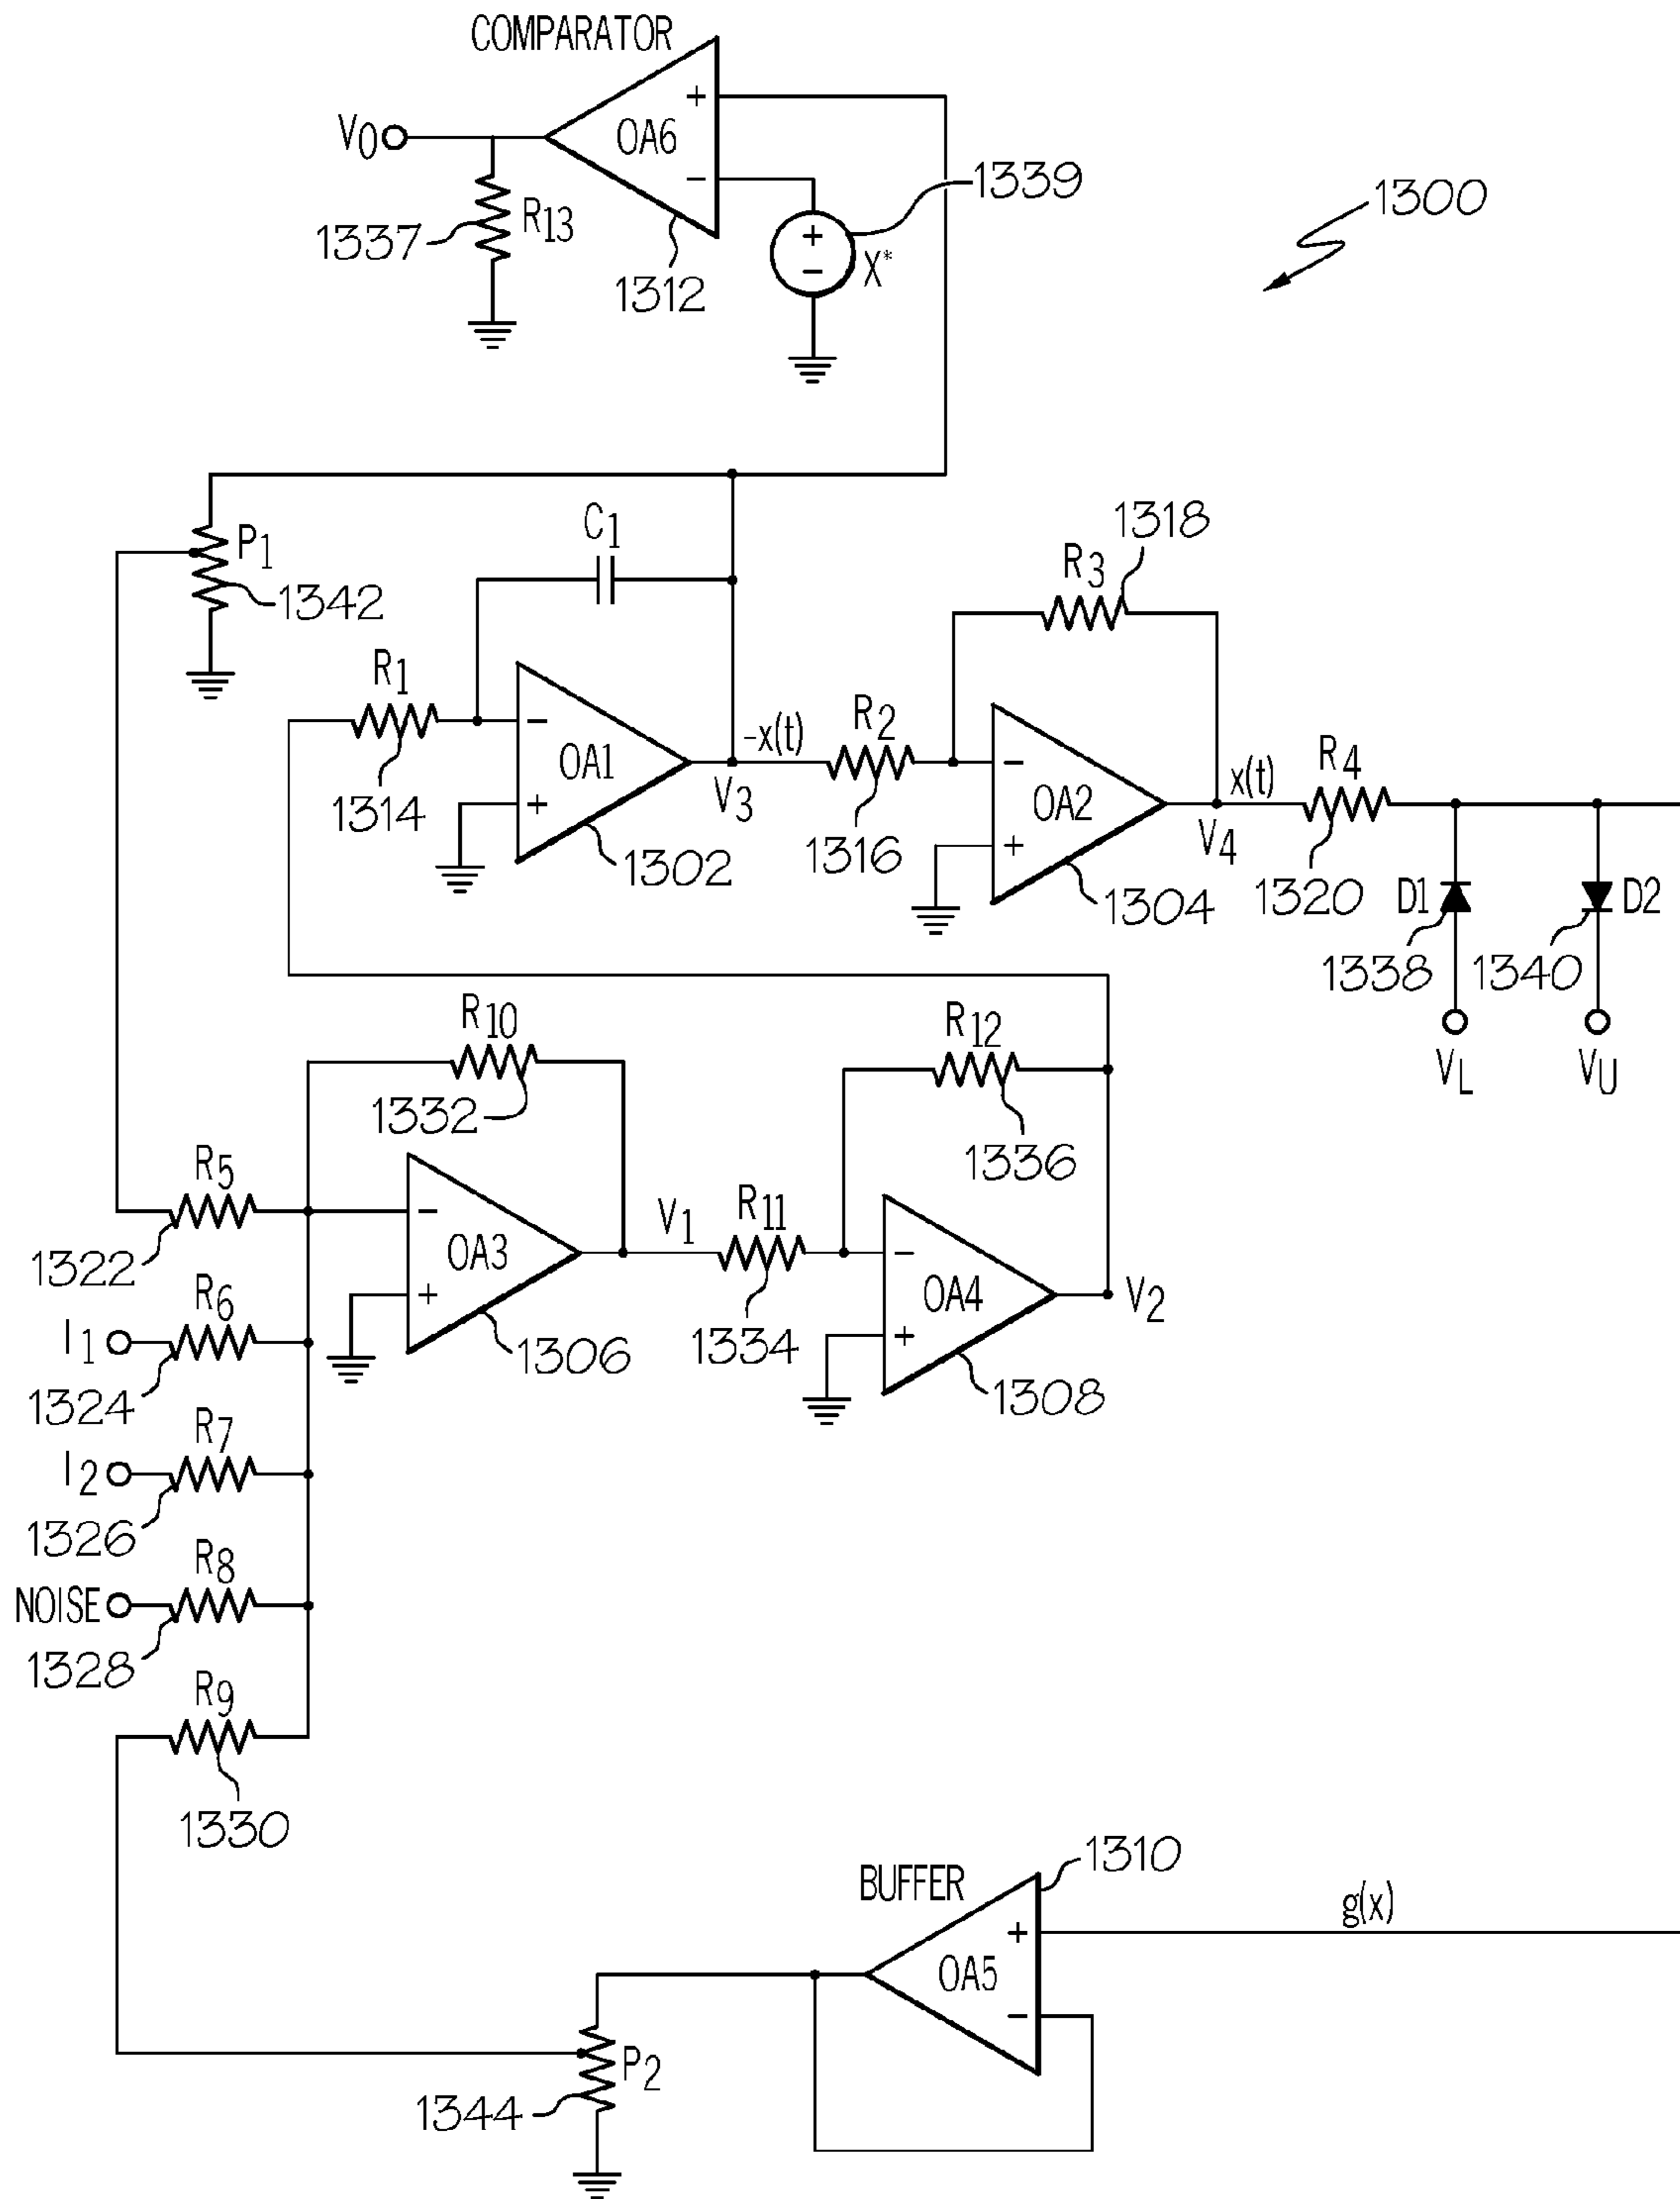 COMPARATOR
V0
OA6
+
−
R13
1337
1312
+
−
X*
1339
1300
P1
1342
C1
R1
1314
−
OA1
+
1302
-x(t)
V3
R2
1316
R3
1318
−
OA2
+
1304
x(t)
V4
R4
1320
D1
1338
VL
D2
1340
VU
R10
1332
R12
1336
R5
1322
−
OA3
+
1306
V1
R11
1334
−
OA4
+
1308
V2
I1
R6
1324
I2
R7
1326
NOISE
R8
1328
R9
1330
BUFFER
1310
+
OA5
−
g(x)
P2
1344